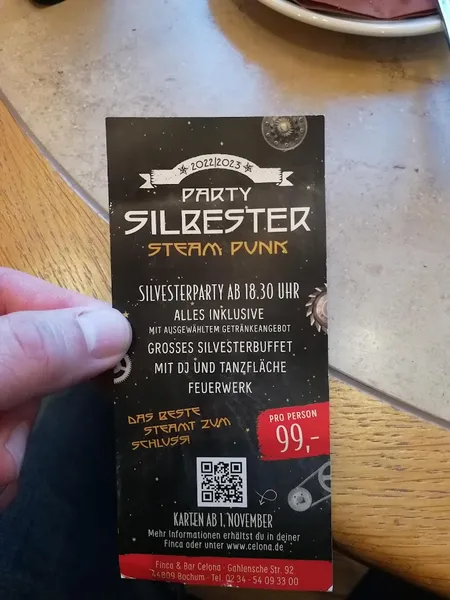 2022|2023
PARTY
SILBESTER
STEAM PUNK
SILVESTERPARTY AB 18.30 UHR
ALLES INKLUSIVE
MIT AUSGEWÄHLTEM GETRÄNKEANGEBOT
GROSSES SILVESTERBUFFET
MIT DJ UND TANZFLÄCHE
FEUERWERK
DAS BESTE
STEAMT ZUM
SCHLUSS!
PRO PERSON
99,-
KARTEN AB 1. NOVEMBER
Mehr Informationen erhältst du in deiner
Finca oder unter www.celona.de
Finca & Bar Celona · Gahlensche Str. 92
44809 Bochum · Tel. 02 34 - 54 09 33 00